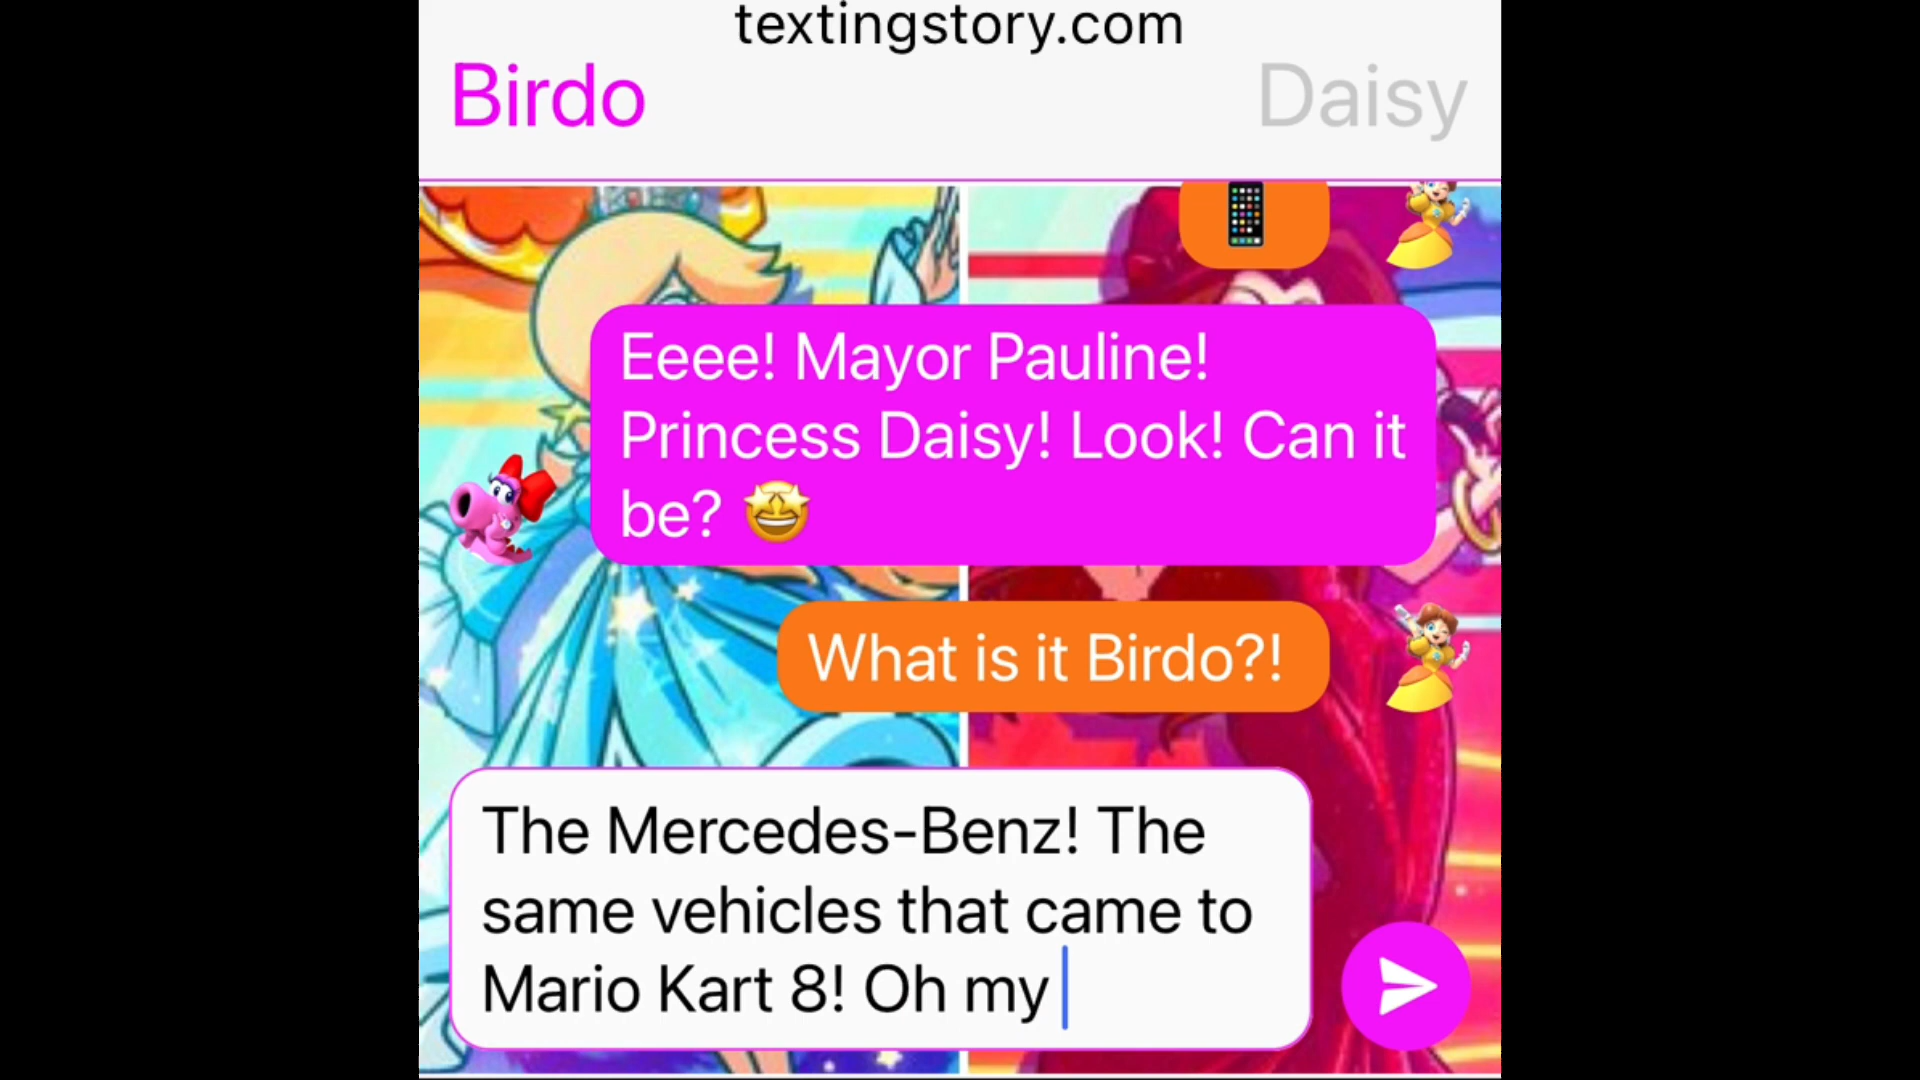 textingstory.com
Birdo
Daisy
📱
Eeee! Mayor Pauline!
Princess Daisy! Look! Can it
be? 🤩
What is it Birdo?!
The Mercedes-Benz! The
same vehicles that came to
Mario Kart 8! Oh my